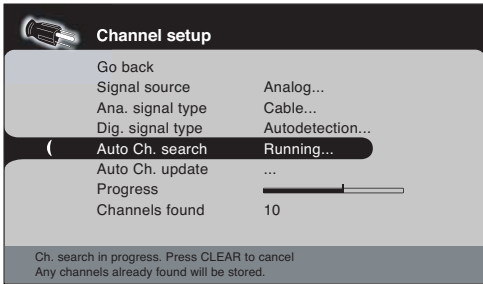 Channel setup
Go back
Signal source Analog...
Ana. signal type Cable...
Dig. signal type Autodetection...
Auto Ch. search Running...
Auto Ch. update ...
Progress
Channels found 10
Ch. search in progress. Press CLEAR to cancel
Any channels already found will be stored.